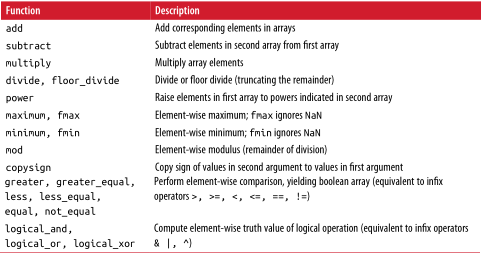 Function Description
add Add corresponding elements in arrays
subtract Subtract elements in second array from first array
multiply Multiply array elements
divide, floor_divide Divide or floor divide (truncating the remainder)
power Raise elements in first array to powers indicated in second array
maximum, fmax Element-wise maximum; fmax ignores NaN
minimum, fmin Element-wise minimum; fmin ignores NaN
mod Element-wise modulus (remainder of division)
copysign Copy sign of values in second argument to values in first argument
greater, greater_equal, Perform element-wise comparison, yielding boolean array (equivalent to infix
less, less_equal, operators >, >=, <, <=, ==, !=)
equal, not_equal
logical_and, Compute element-wise truth value of logical operation (equivalent to infix operators
logical_or, logical_xor & |, ^)